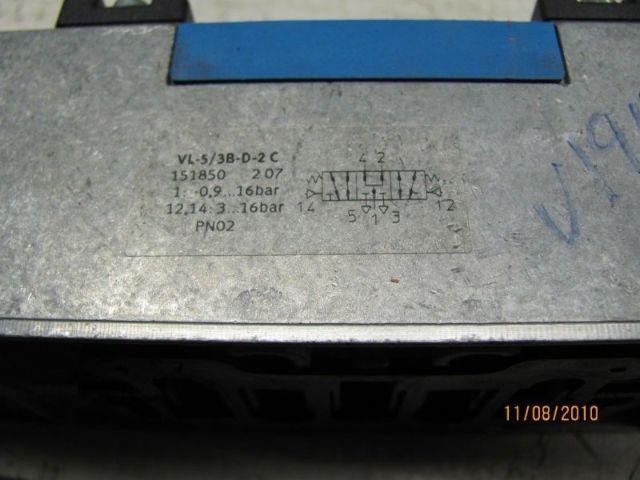 VL-5/3B-D-2 C
151850 2 07
1: -0,9...16bar
12,14: 3...16bar
PN02
4 2
14 12
5 1 3
V19
11/08/2010